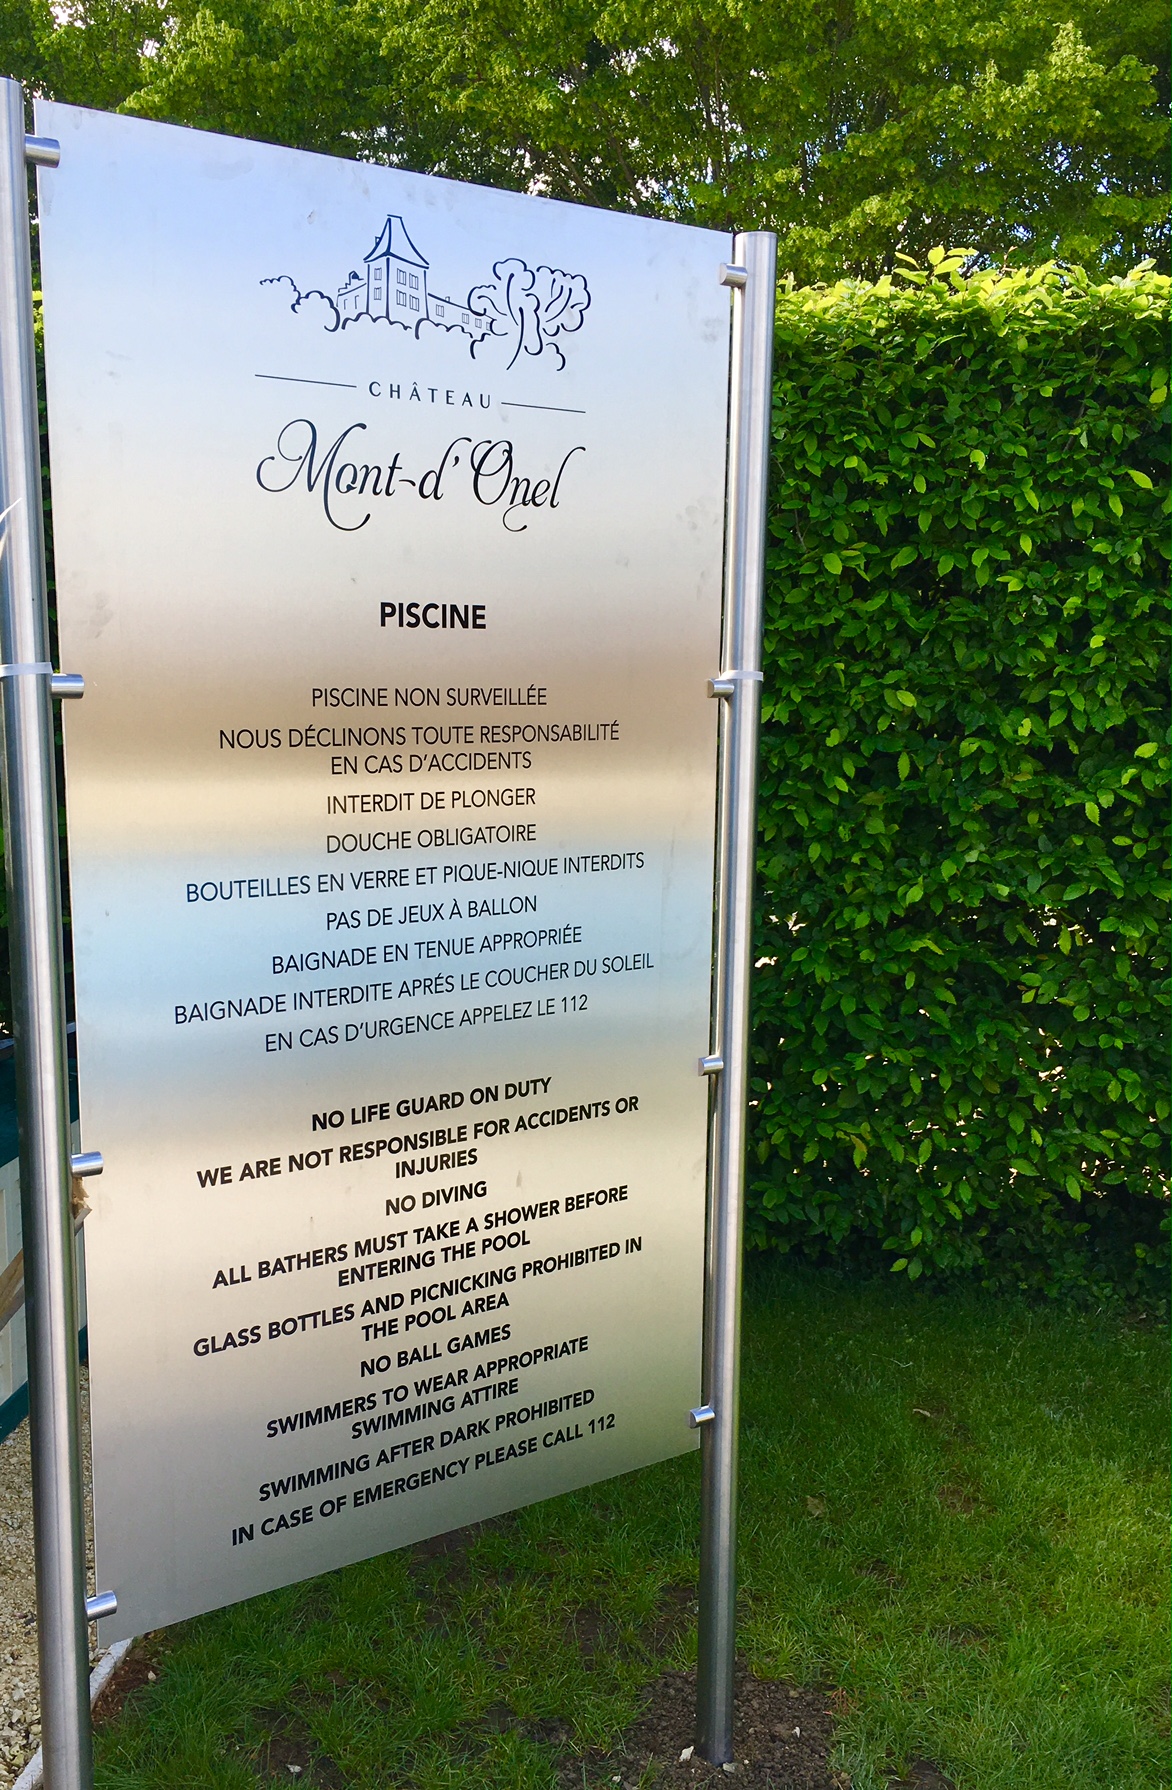 CHÂTEAU
Mont-d'Onel
PISCINE
PISCINE NON SURVEILLÉE
NOUS DÉCLINONS TOUTE RESPONSABILITÉ
EN CAS D'ACCIDENTS
INTERDIT DE PLONGER
DOUCHE OBLIGATOIRE
BOUTEILLES EN VERRE ET PIQUE-NIQUE INTERDITS
PAS DE JEUX À BALLON
BAIGNADE EN TENUE APPROPRIÉE
BAIGNADE INTERDITE APRÉS LE COUCHER DU SOLEIL
EN CAS D'URGENCE APPELEZ LE 112
NO LIFE GUARD ON DUTY
WE ARE NOT RESPONSIBLE FOR ACCIDENTS OR
INJURIES
NO DIVING
ALL BATHERS MUST TAKE A SHOWER BEFORE
ENTERING THE POOL
GLASS BOTTLES AND PICNICKING PROHIBITED IN
THE POOL AREA
NO BALL GAMES
SWIMMERS TO WEAR APPROPRIATE
SWIMMING ATTIRE
SWIMMING AFTER DARK PROHIBITED
IN CASE OF EMERGENCY PLEASE CALL 112